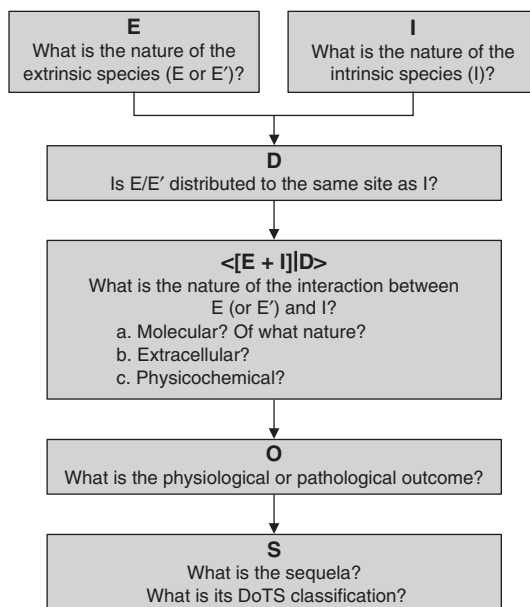 E
What is the nature of the
extrinsic species (E or E′)?
I
What is the nature of the
intrinsic species (I)?
D
Is E/E′ distributed to the same site as I?
<[E + I]|D>
What is the nature of the interaction between
E (or E′) and I?
a. Molecular? Of what nature?
b. Extracellular?
c. Physicochemical?
O
What is the physiological or pathological outcome?
S
What is the sequela?
What is its DoTS classification?